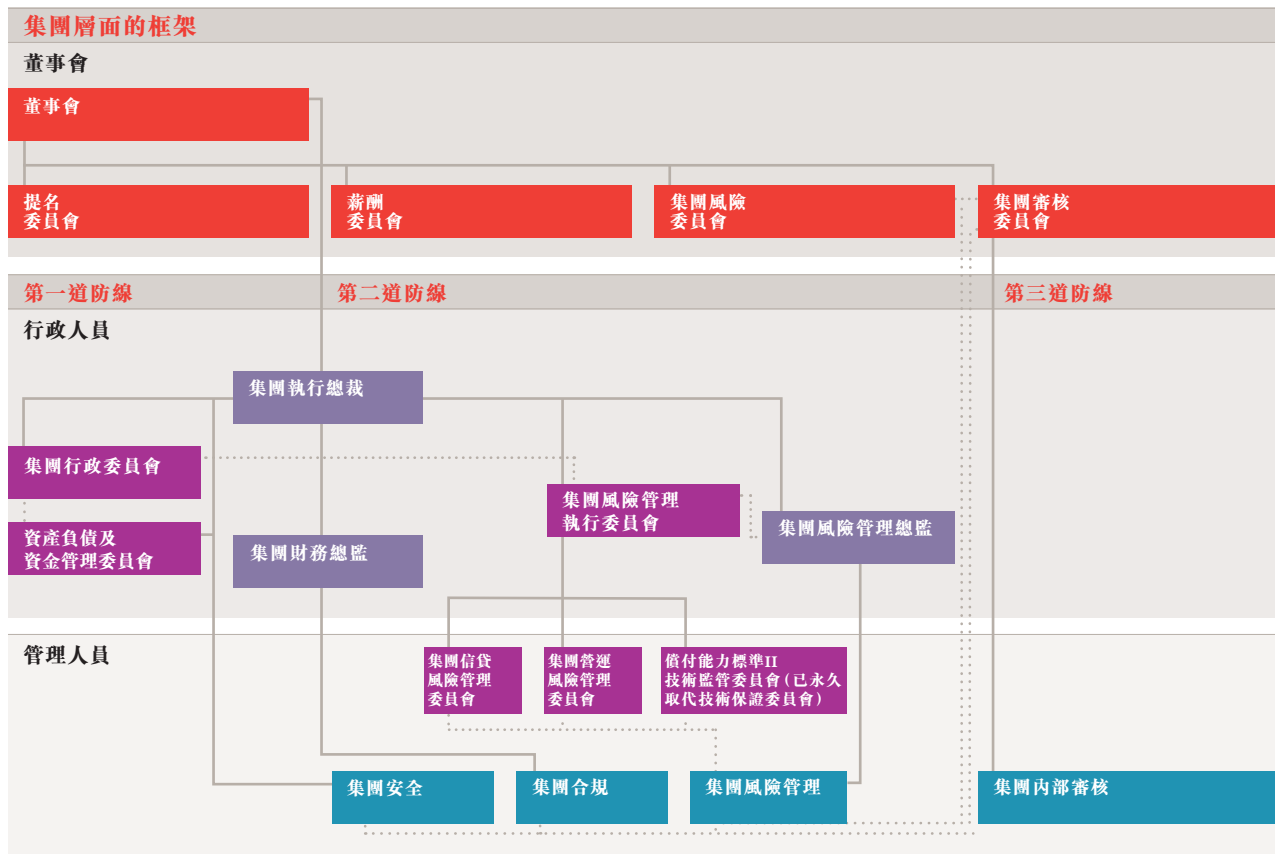 集團層面的框架
董事會
董事會
提名
委員會
薪酬
委員會
集團風險
委員會
集團審核
委員會
第一道防線
第二道防線
第三道防線
行政人員
集團執行總裁
集團行政委員會
集團風險管理
執行委員會
集團風險管理總監
資產負債及
資金管理委員會
集團財務總監
管理人員
集團信貸
風險管理
委員會
集團營運
風險管理
委員會
償付能力標準II
技術監管委員會(已永久
取代技術保證委員會)
集團安全
集團合規
集團風險管理
集團內部審核